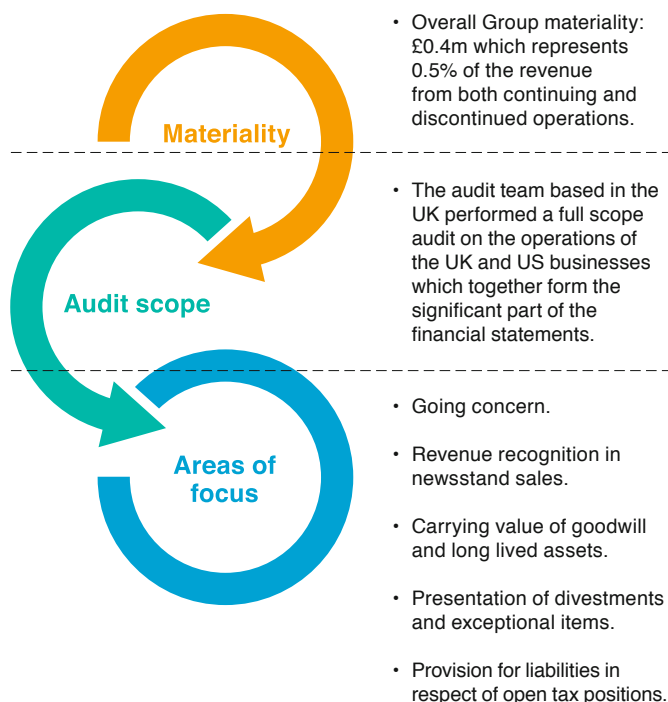 Materiality
• Overall Group materiality:
£0.4m which represents
0.5% of the revenue
from both continuing and
discontinued operations.
Audit scope
• The audit team based in the
UK performed a full scope
audit on the operations of
the UK and US businesses
which together form the
significant part of the
financial statements.
Areas of
focus
• Going concern.
• Revenue recognition in
newsstand sales.
• Carrying value of goodwill
and long lived assets.
• Presentation of divestments
and exceptional items.
• Provision for liabilities in
respect of open tax positions.